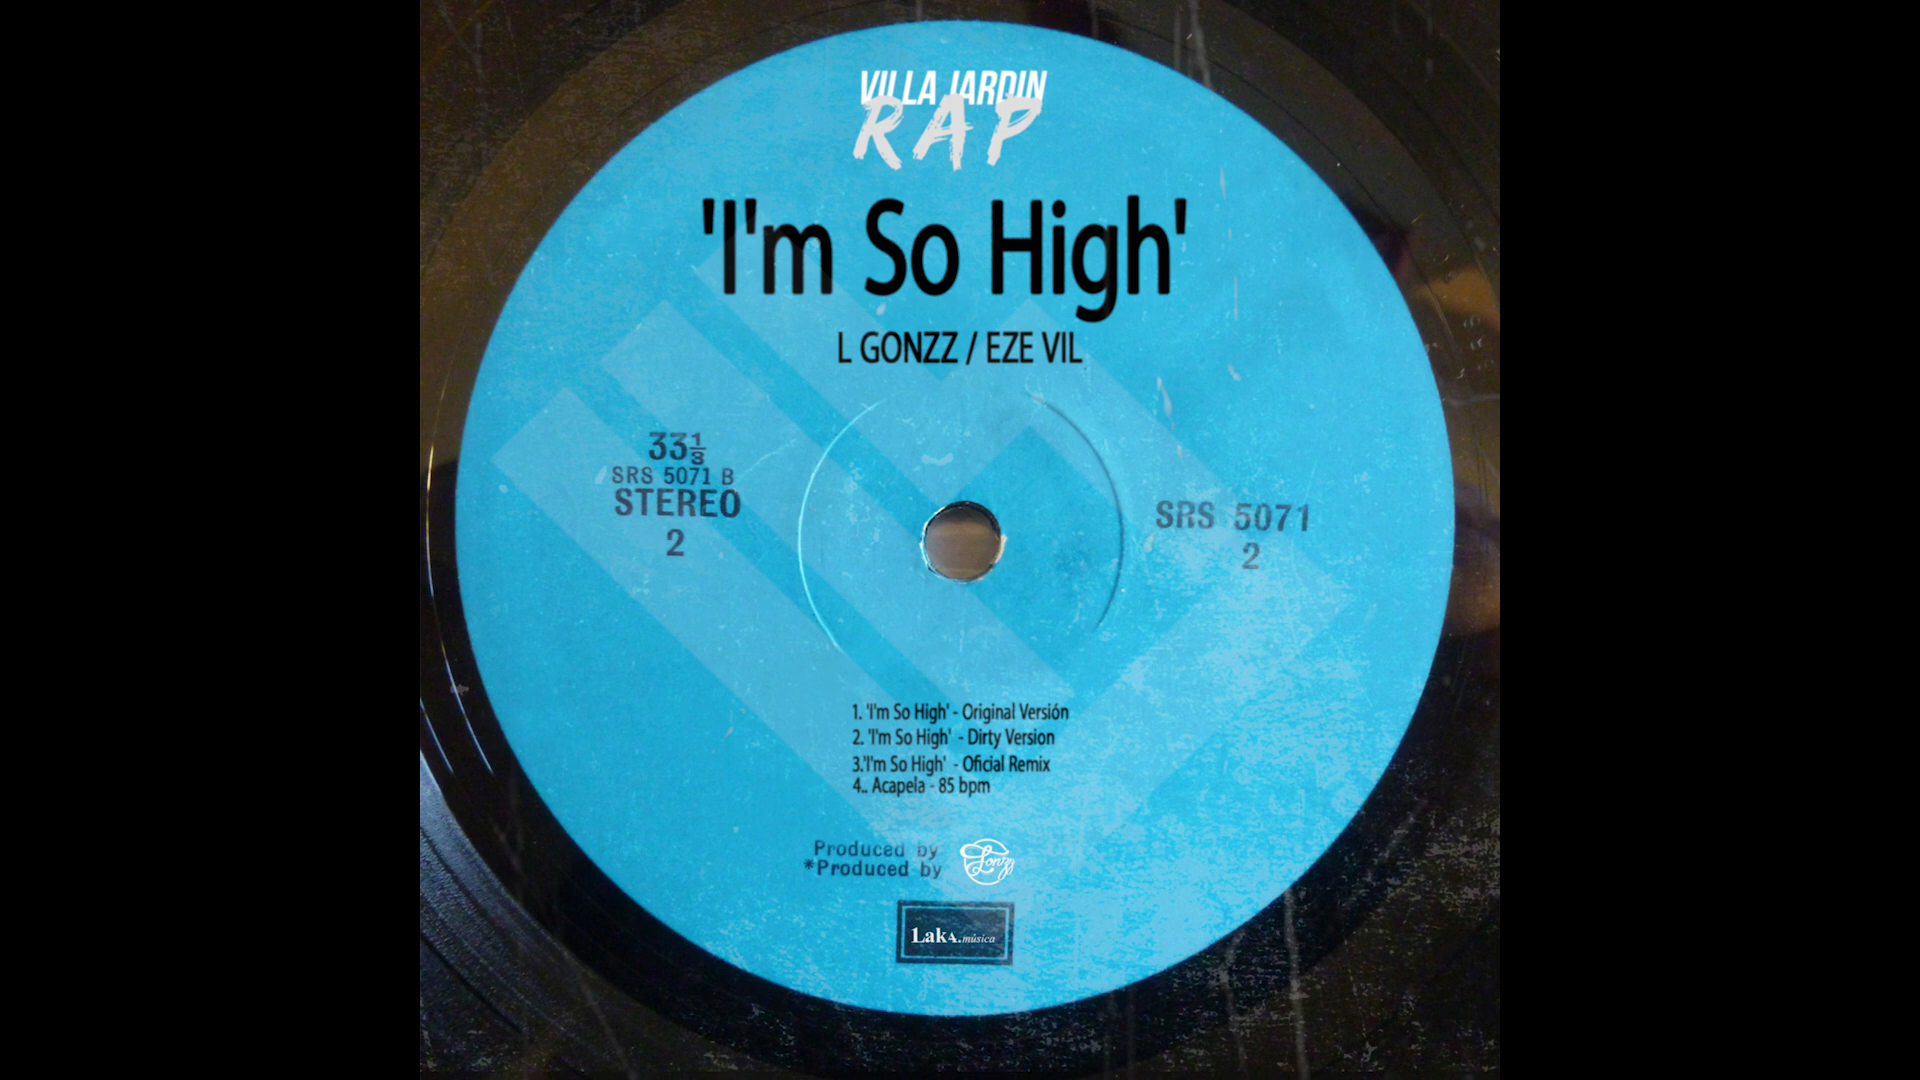 VILLA JARDIN
RAP
'I'm So High'
L GONZZ / EZE VIL
33⅓
SRS 5071 B
STEREO
2
SRS 5071
2
1. 'I'm So High' - Original Versión
2. 'I'm So High' - Dirty Version
3.'I'm So High' - Oficial Remix
4.. Acapela - 85 bpm
Produced by
*Produced by
Lak4.música